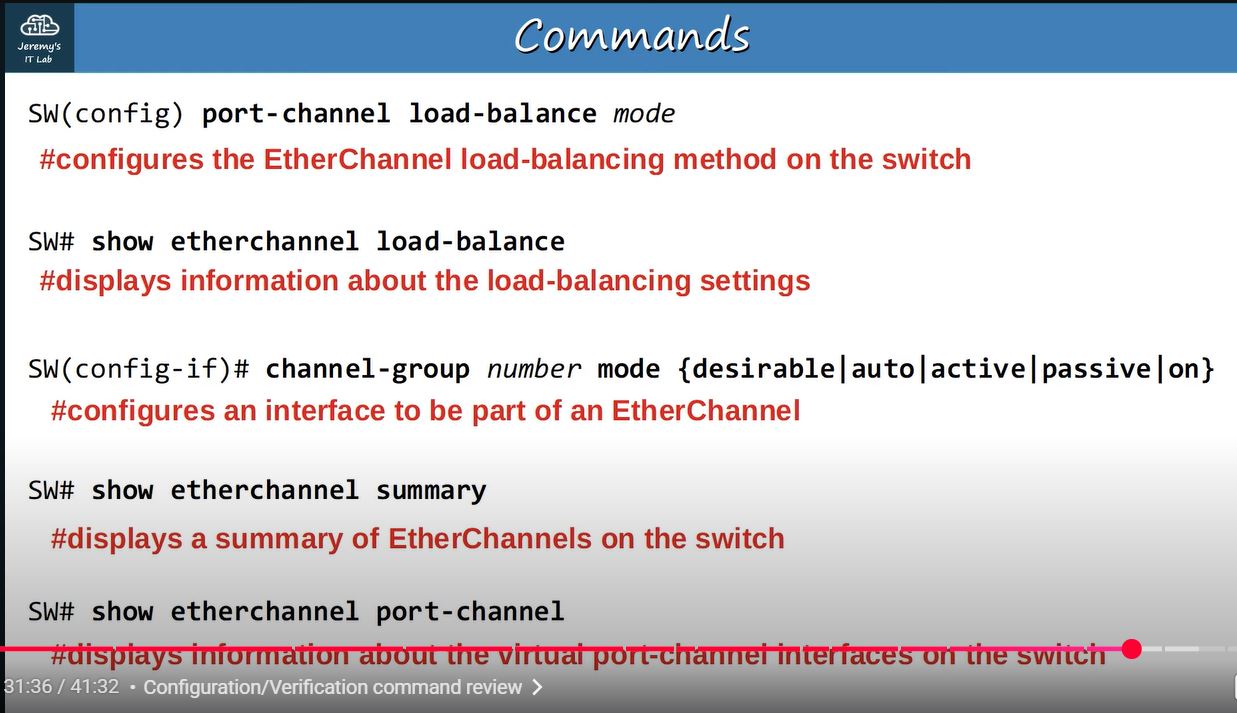 Jeremy's
IT Lab
Commands
SW(config) port-channel load-balance mode
#configures the EtherChannel load-balancing method on the switch
SW# show etherchannel load-balance
#displays information about the load-balancing settings
SW(config-if)# channel-group number mode {desirable|auto|active|passive|on}
#configures an interface to be part of an EtherChannel
SW# show etherchannel summary
#displays a summary of EtherChannels on the switch
SW# show etherchannel port-channel
#displays information about the virtual port-channel interfaces on the switch
31:36 / 41:32 • Configuration/Verification command review >